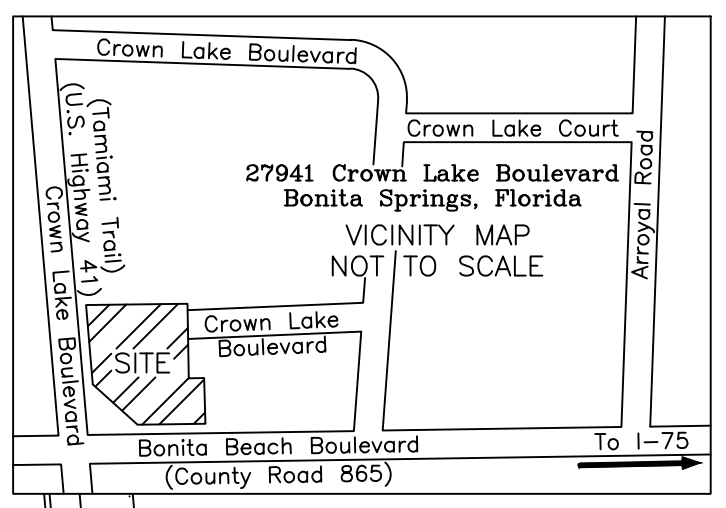 Crown Lake Boulevard
(Tamiami Trail)
(U.S. Highway 41)
Crown Lake Court
27941 Crown Lake Boulevard
Bonita Springs, Florida
VICINITY MAP
NOT TO SCALE
Arroyal Road
Crown Lake Boulevard
Crown Lake
Boulevard
SITE
Bonita Beach Boulevard
To I-75
(County Road 865)